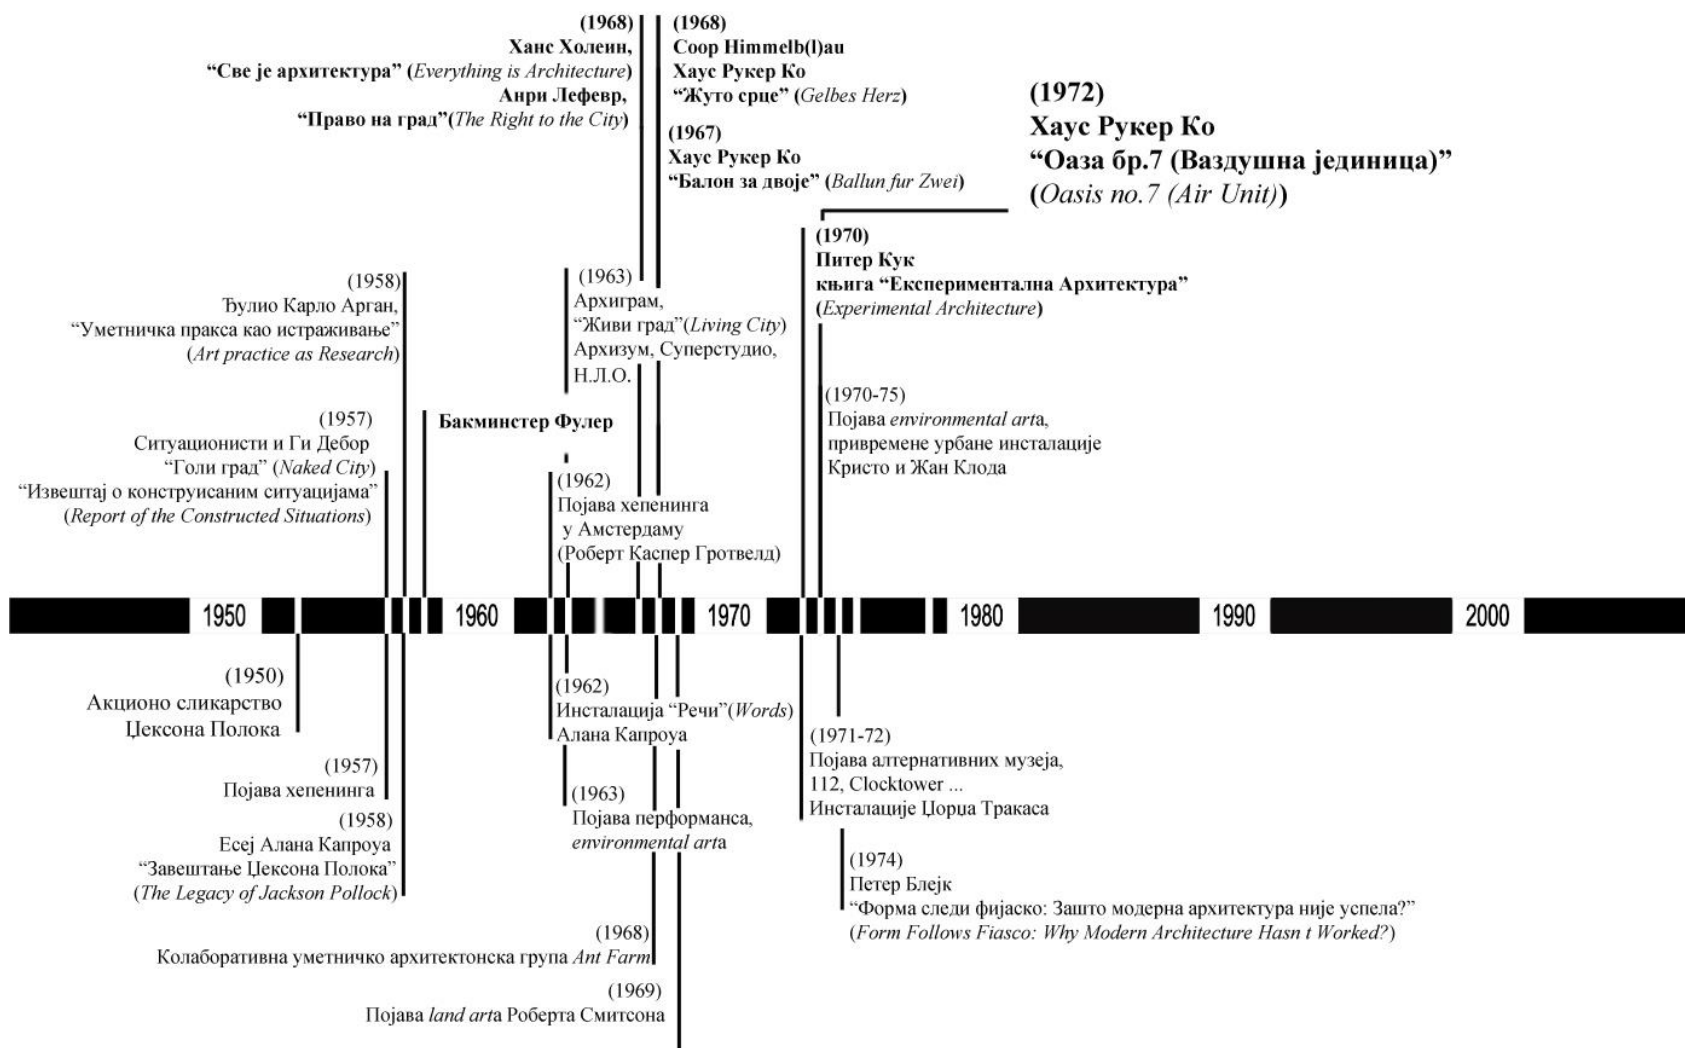 (1968)
Ханс Холеин,
“Све је архитектура” (Everything is Architecture)
Анри Лефевр,
“Право на град”(The Right to the City)
(1968)
Coop Himmelb(l)au
Хаус Рукер Ко
“Жуто срце” (Gelbes Herz)
(1967)
Хаус Рукер Ко
“Балон за двоје” (Ballun fur Zwei)
(1972)
Хаус Рукер Ко
“Оаза бр.7 (Ваздушна јединица)”
(Oasis no.7 (Air Unit))
(1970)
Питер Кук
књига “Експериментална Архитектура”
(Experimental Architecture)
(1958)
Ђулио Карло Арган,
“Уметничка пракса као истраживање”
(Art practice as Research)
(1963)
Архиграм,
“Живи град”(Living City)
Архизум, Суперстудио,
Н.Л.О.
(1970-75)
Појава environmental artа,
привремене урбане инсталације
Кристо и Жан Клода
(1957)
Ситуационисти и Ги Дебор
“Голи град” (Naked City)
“Извештај о конструисаним ситуацијама”
(Report of the Constructed Situations)
Бакминстер Фулер
(1962)
Појава хепенинга
у Амстердаму
(Роберт Каспер Гротвелд)
1950 1960 1970 1980 1990 2000
(1950)
Акционо сликарство
Џексона Полока
(1957)
Појава хепенинга
(1958)
Есеј Алана Капроуа
“Завештање Џексона Полока”
(The Legacy of Jackson Pollock)
(1962)
Инсталација “Речи”(Words)
Алана Капроуа
(1963)
Појава перформанса,
environmental artа
(1971-72)
Појава алтернативних музеја,
112, Clocktower ...
Инсталације Џорџа Тракаса
(1974)
Петер Блејк
“Форма следи фијаско: Зашто модерна архитектура није успела?”
(Form Follows Fiasco: Why Modern Architecture Hasn t Worked?)
(1968)
Колаборативна уметничко архитектонска група Ant Farm
(1969)
Појава land artа Роберта Смитсона